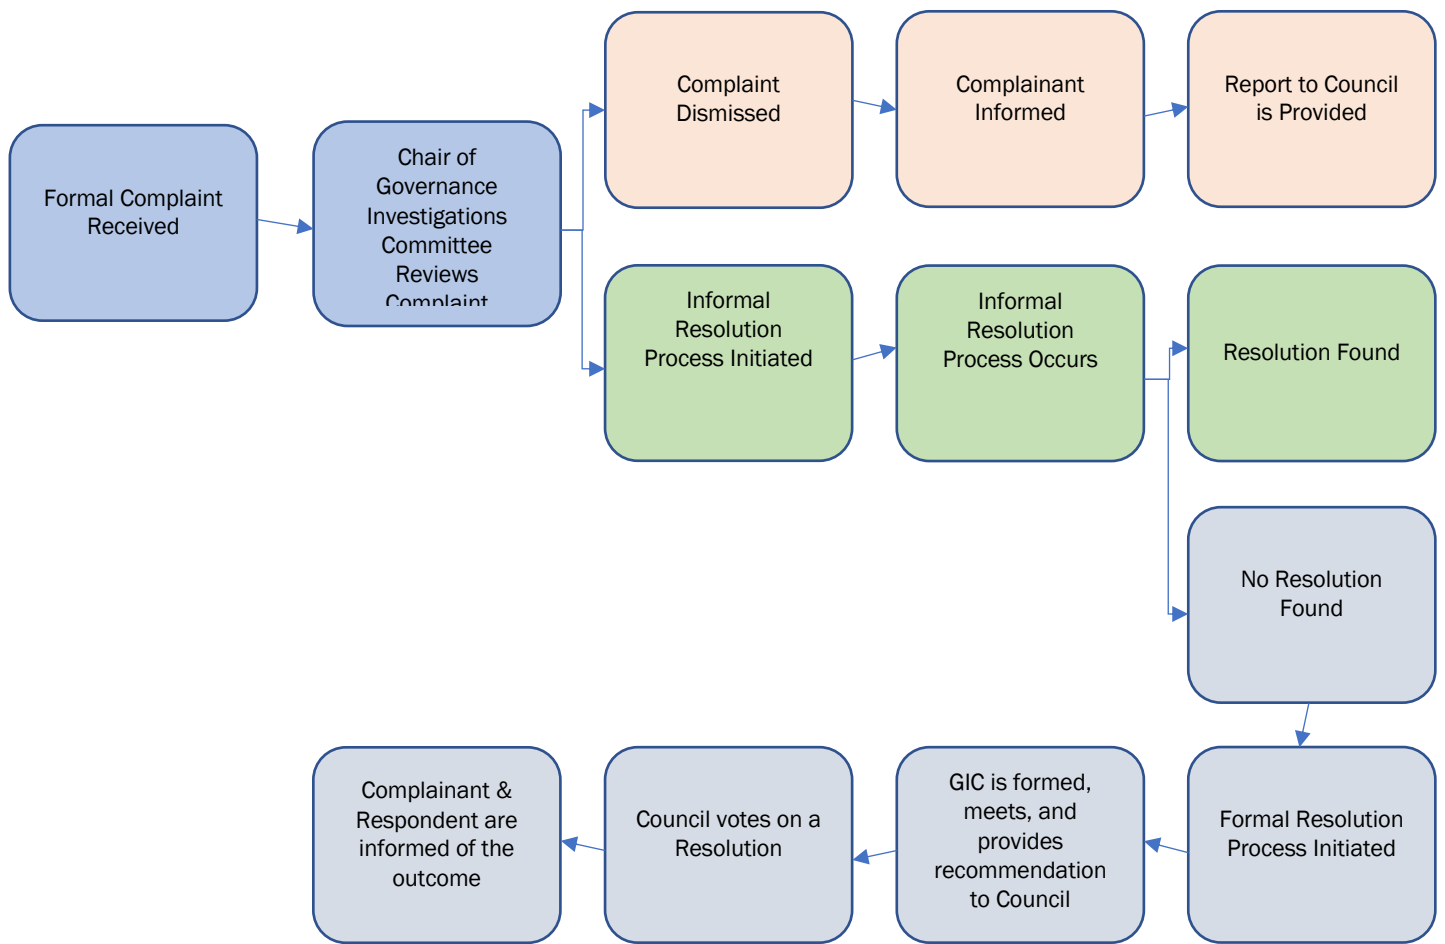 Formal Complaint
Received
Chair of
Governance
Investigations
Committee
Reviews
Complaint
Complaint
Dismissed
Complainant
Informed
Report to Council
is Provided
Informal
Resolution
Process Initiated
Informal
Resolution
Process Occurs
Resolution Found
No Resolution
Found
Formal Resolution
Process Initiated
GIC is formed,
meets, and
provides
recommendation
to Council
Council votes on a
Resolution
Complainant &
Respondent are
informed of the
outcome